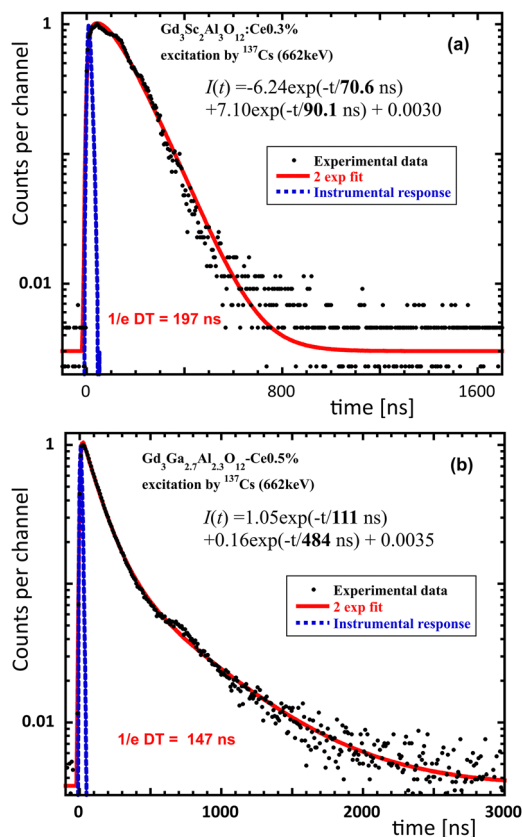 Gd₃Sc₂Al₃O₁₂:Ce0.3%
(a)
excitation by ¹³⁷Cs (662keV)
I(t) =-6.24exp(-t/70.6 ns)
+7.10exp(-t/90.1 ns) + 0.0030
Experimental data
2 exp fit
Instrumental response
1/e DT = 197 ns
Counts per channel
1
0.01
0
800
1600
time [ns]
Gd₃Ga₂.₇Al₂.₃O₁₂-Ce0.5%
(b)
excitation by ¹³⁷Cs (662keV)
I(t) =1.05exp(-t/111 ns)
+0.16exp(-t/484 ns) + 0.0035
Experimental data
2 exp fit
Instrumental response
1/e DT = 147 ns
Counts per channel
1
0.01
0
1000
2000
3000
time [ns]